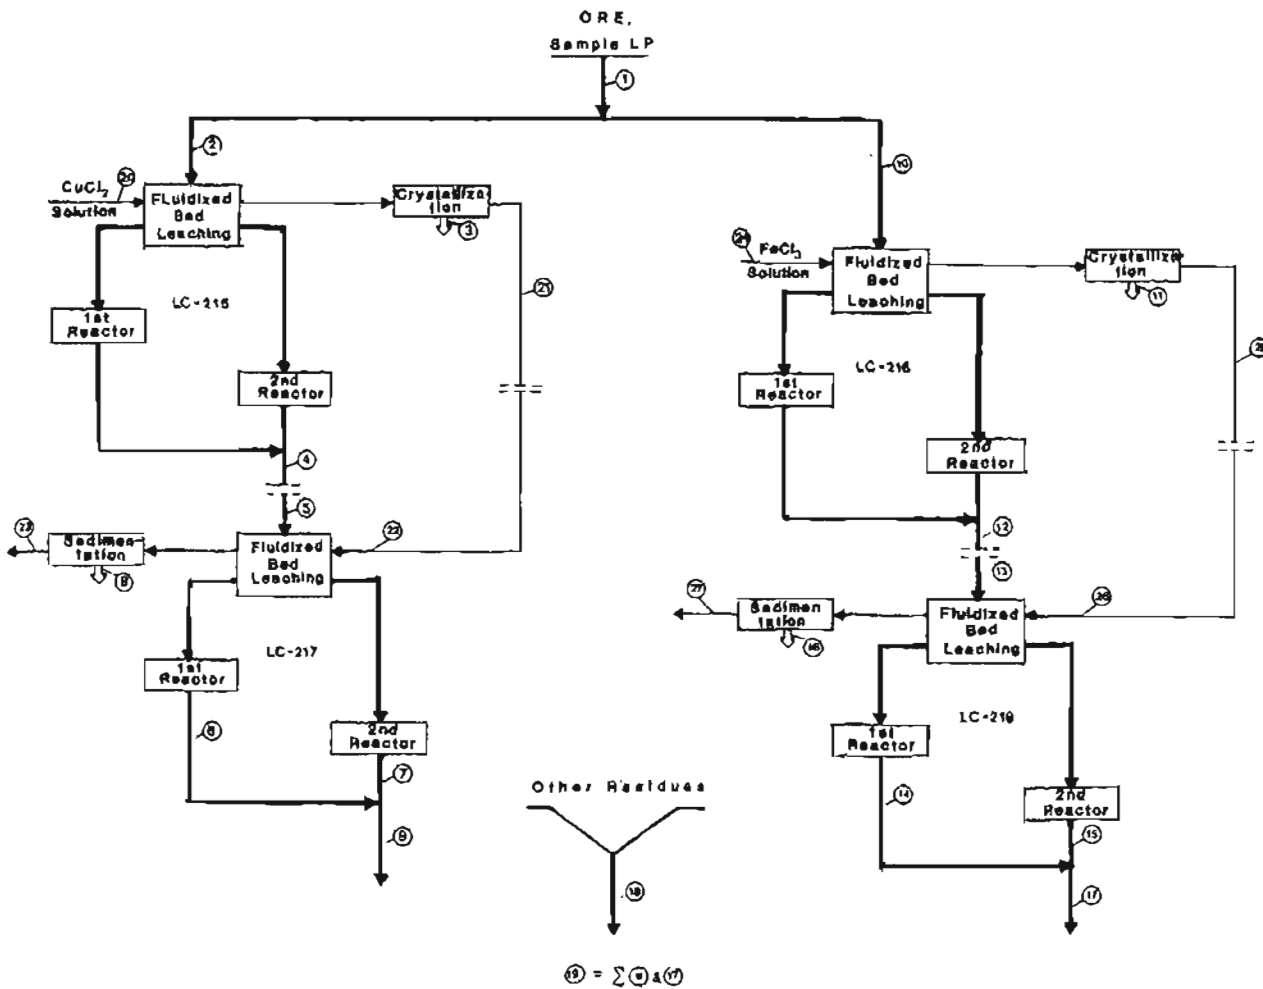 ORE,
Sample LP
1
2
10
CuCl2
Solution
20
Fluidized
Bed
Leaching
Crystalliza-
tion
3
21
LC-215
1st
Reactor
2nd
Reactor
4
5
24
FeCl3
Solution
Fluidized
Bed
Leaching
Crystalliza-
tion
11
LC-216
1st
Reactor
2nd
Reactor
12
13
23
Sedimen
tation
Fluidized
Bed
Leaching
22
LC-217
1st
Reactor
2nd
Reactor
7
9
27
Sedimen
tation
16
Fluidized
Bed
Leaching
1st
Reactor
2nd
Reactor
14
15
17
Other Residues
18